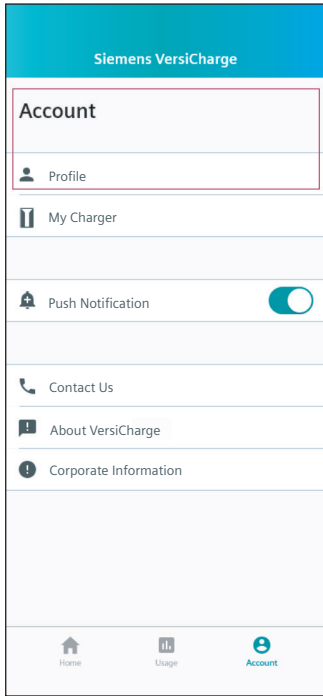 Siemens VersiCharge
Account
Profile
My Charger
Push Notification
Contact Us
About VersiCharge
Corporate Information
Home Usage Account